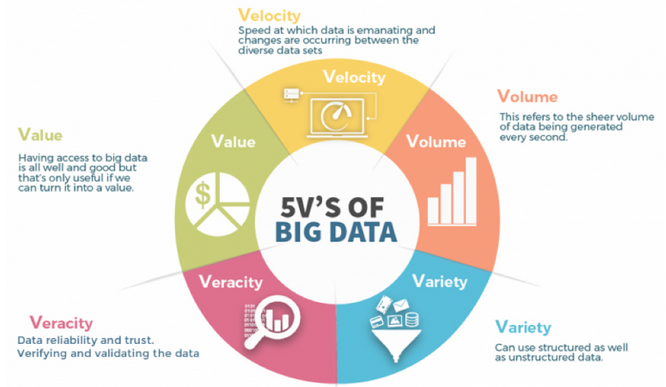 Velocity
Speed at which data is emanating and
changes are occurring between the
diverse data sets
Velocity
Volume
This refers to the sheer volume
of data being generated
every second.
Volume
Value
Having access to big data
is all well and good but
that's only useful if we
can turn it into a value.
Value
$
5V'S OF
BIG DATA
Veracity
Variety
Veracity
Data reliability and trust.
Verifying and validating the data
Variety
Can use structured as well
as unstructured data.